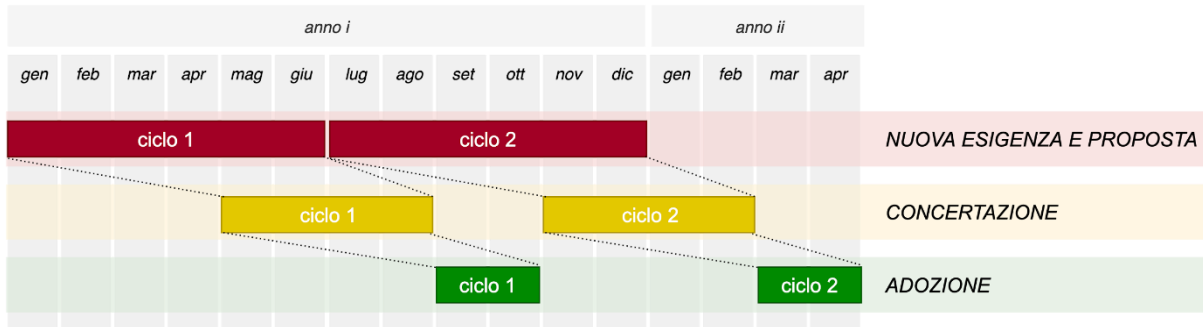 anno i anno ii
gen feb mar apr mag giu lug ago set ott nov dic gen feb mar apr
ciclo 1 ciclo 2 NUOVA ESIGENZA E PROPOSTA
ciclo 1 ciclo 2 CONCERTAZIONE
ciclo 1 ciclo 2 ADOZIONE